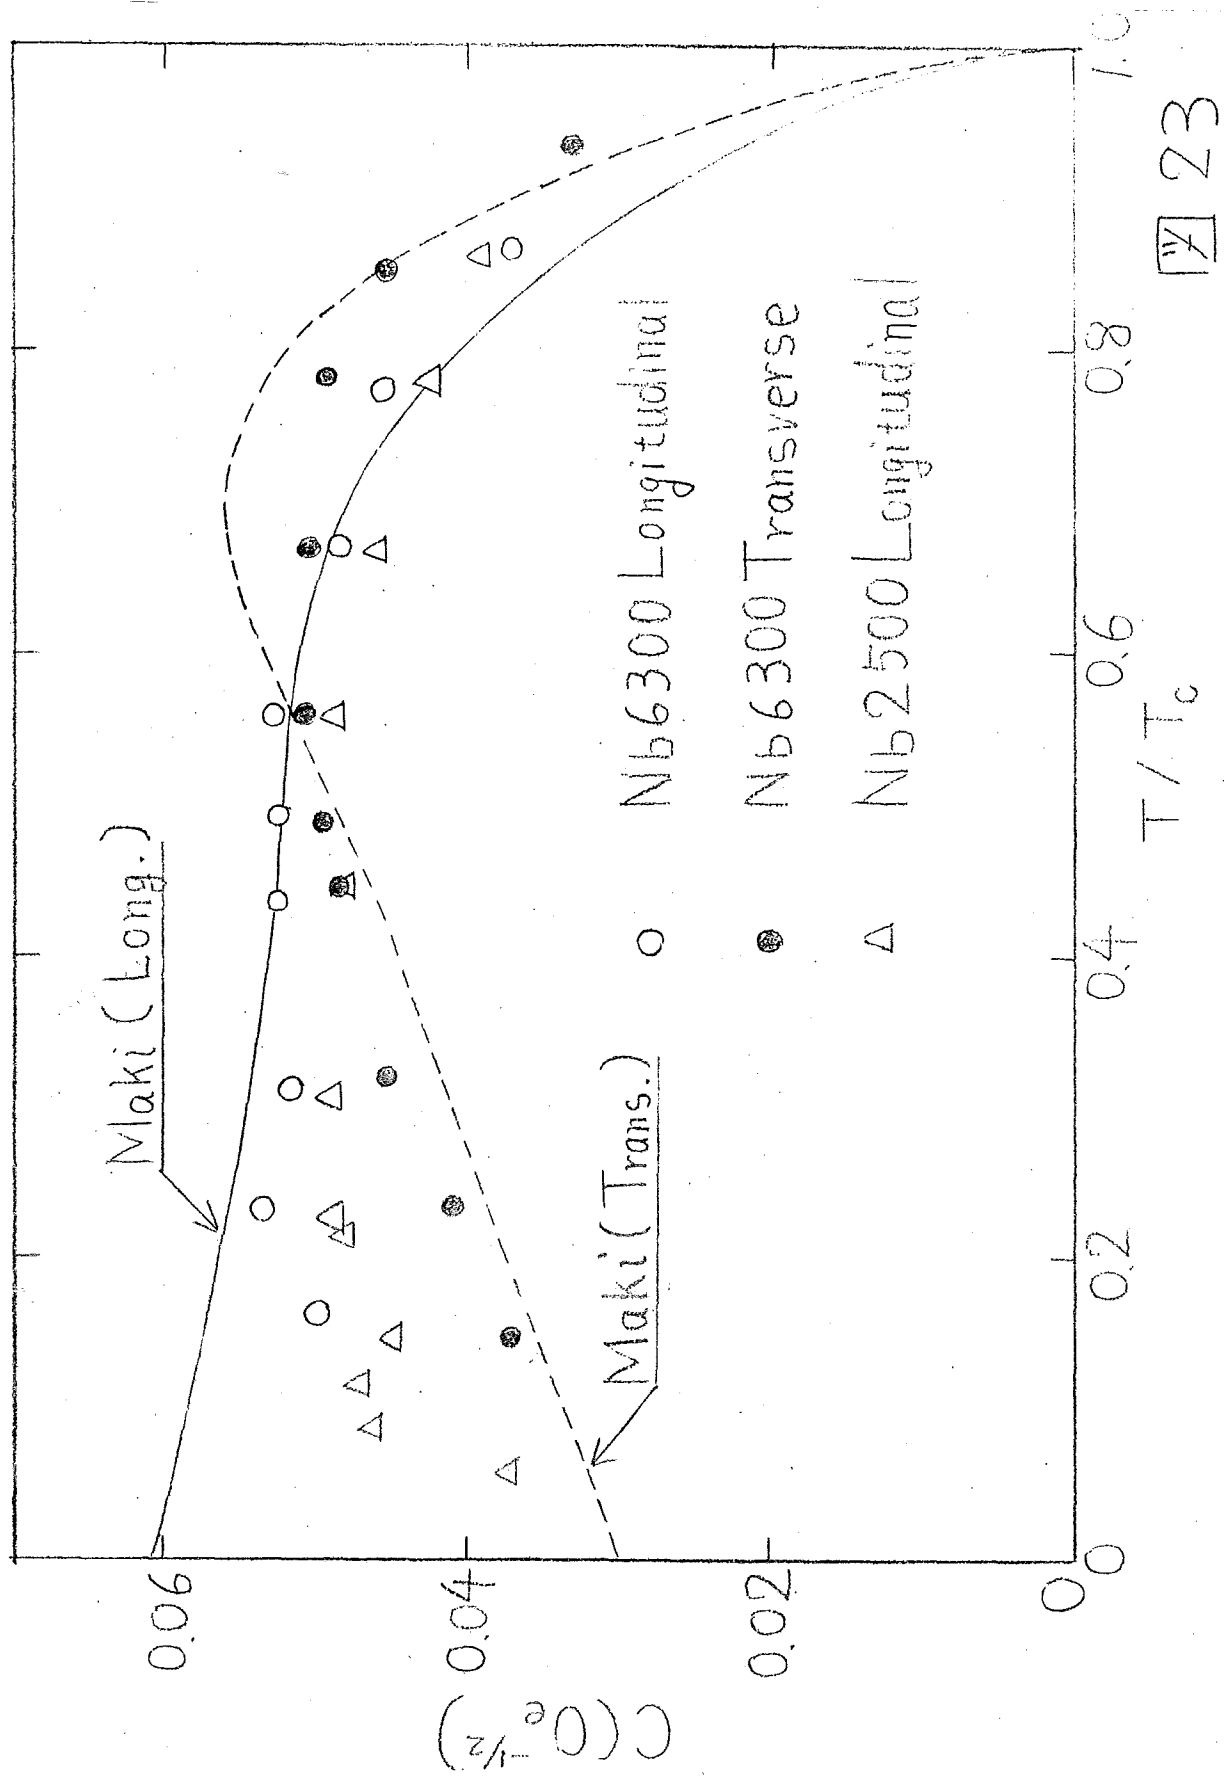 C(Oe^-1/2)
0.06
0.04
0.02
0
Maki (Long.)
Maki (Trans.)
○ Nb6300 Longitudinal
● Nb6300 Transverse
△ Nb2500 Longitudinal
0
0.2
0.4
0.6
0.8
1.0
T / Tc
図 23